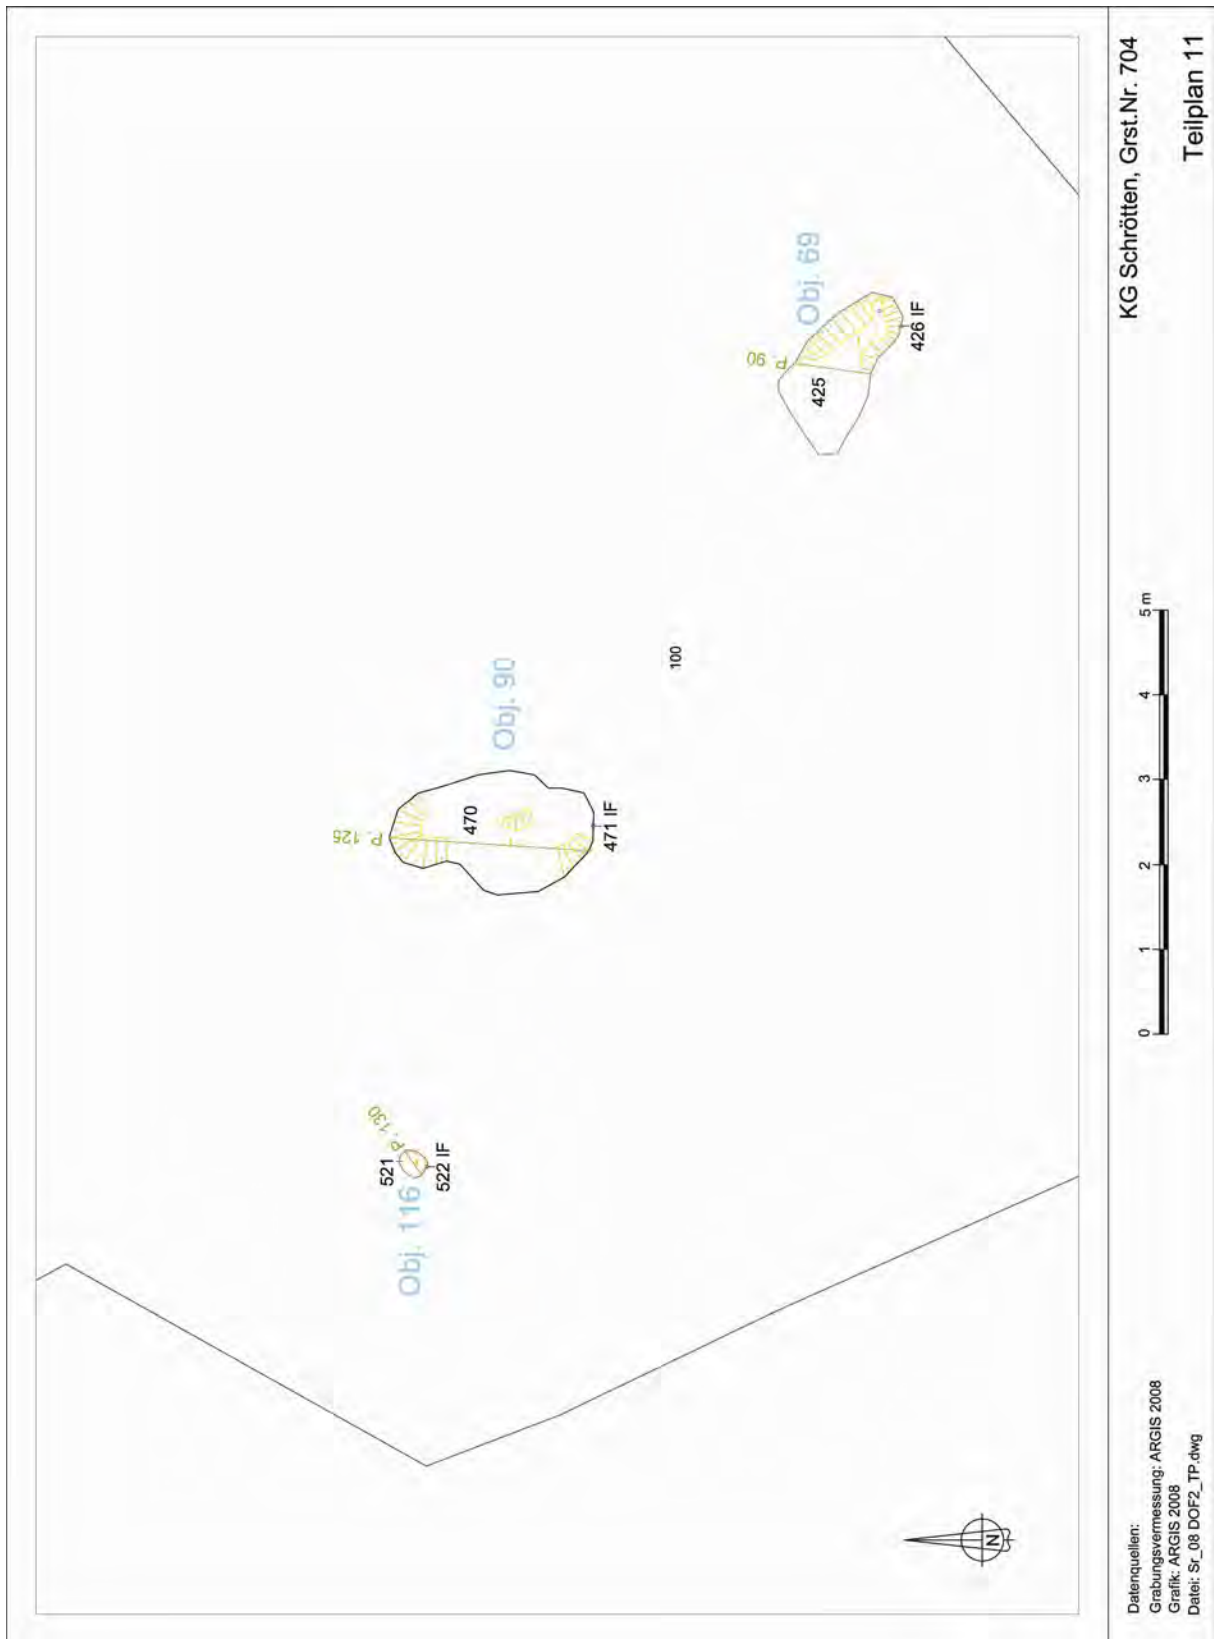 Obj. 116
521
522 IF
P. 130
P. 125
470
471 IF
Obj. 90
100
P. 90
425
426 IF
Obj. 69
N
Datenquellen:
Grabungsvermessung: ARGIS 2008
Grafik: ARGIS 2008
Datei: Sr_08 DOF2_TP.dwg
0 1 2 3 4 5 m
KG Schrötten, Grst.Nr. 704
Teilplan 11